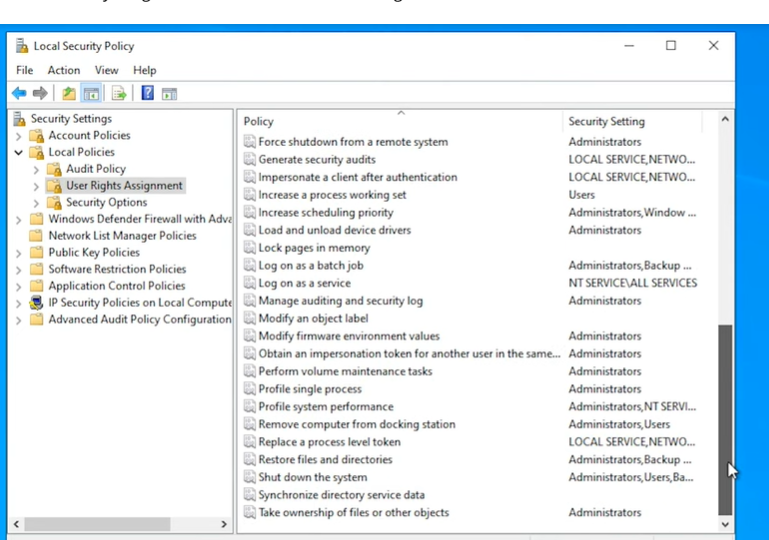 Local Security Policy
File Action View Help
Security Settings
Account Policies
Local Policies
Audit Policy
User Rights Assignment
Security Options
Windows Defender Firewall with Adva
Network List Manager Policies
Public Key Policies
Software Restriction Policies
Application Control Policies
IP Security Policies on Local Compute
Advanced Audit Policy Configuration
Policy Security Setting
Force shutdown from a remote system Administrators
Generate security audits LOCAL SERVICE,NETWO...
Impersonate a client after authentication LOCAL SERVICE,NETWO...
Increase a process working set Users
Increase scheduling priority Administrators,Window ...
Load and unload device drivers Administrators
Lock pages in memory
Log on as a batch job Administrators,Backup ...
Log on as a service NT SERVICE\ALL SERVICES
Manage auditing and security log Administrators
Modify an object label
Modify firmware environment values Administrators
Obtain an impersonation token for another user in the same... Administrators
Perform volume maintenance tasks Administrators
Profile single process Administrators
Profile system performance Administrators,NT SERVI...
Remove computer from docking station Administrators,Users
Replace a process level token LOCAL SERVICE,NETWO...
Restore files and directories Administrators,Backup ...
Shut down the system Administrators,Users,Ba...
Synchronize directory service data
Take ownership of files or other objects Administrators